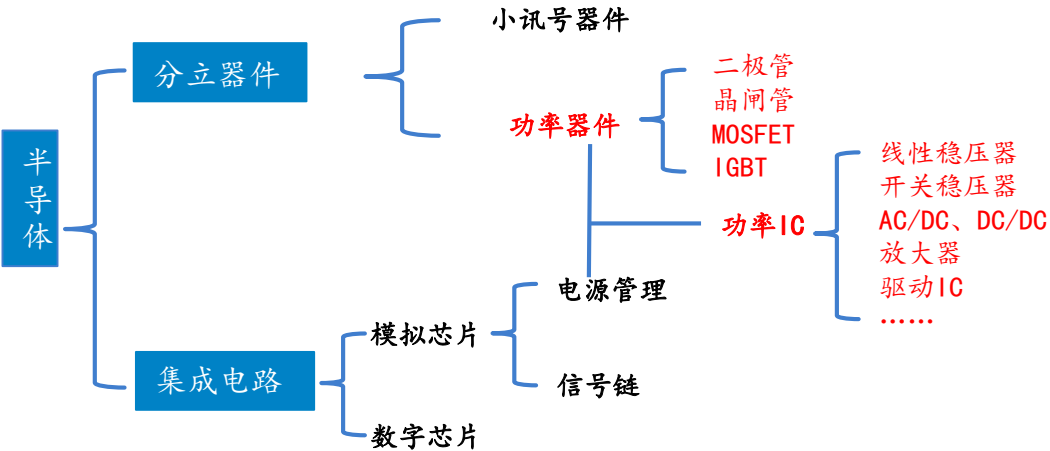 小讯号器件
分立器件
二极管
晶闸管
功率器件
MOSFET
IGBT
半导体
线性稳压器
开关稳压器
功率IC
AC/DC、DC/DC
放大器
驱动IC
……
电源管理
模拟芯片
集成电路
信号链
数字芯片